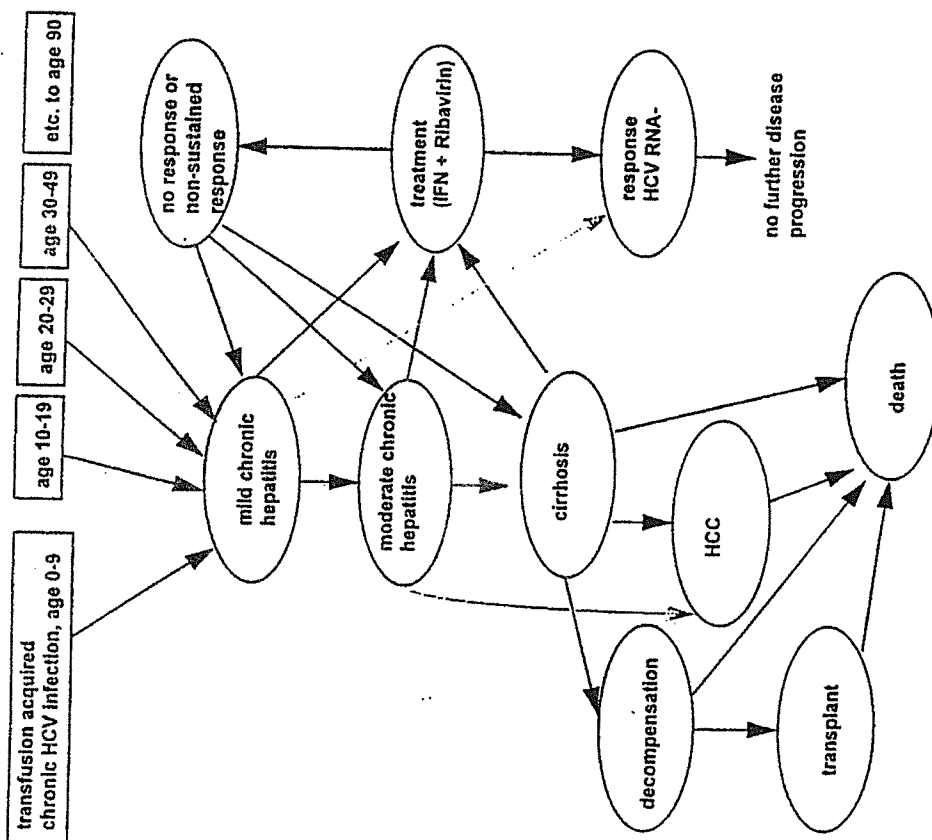 transfusion acquired
chronic HCV infection, age 0-9
age 10-19
age 20-29
age 30-49
etc. to age 90
mild chronic
hepatitis
no response or
non-sustained
response
moderate chronic
hepatitis
treatment
(IFN + Ribavirin)
cirrhosis
response
HCV RNA-
decompensation
HCC
no further disease
progression
transplant
death